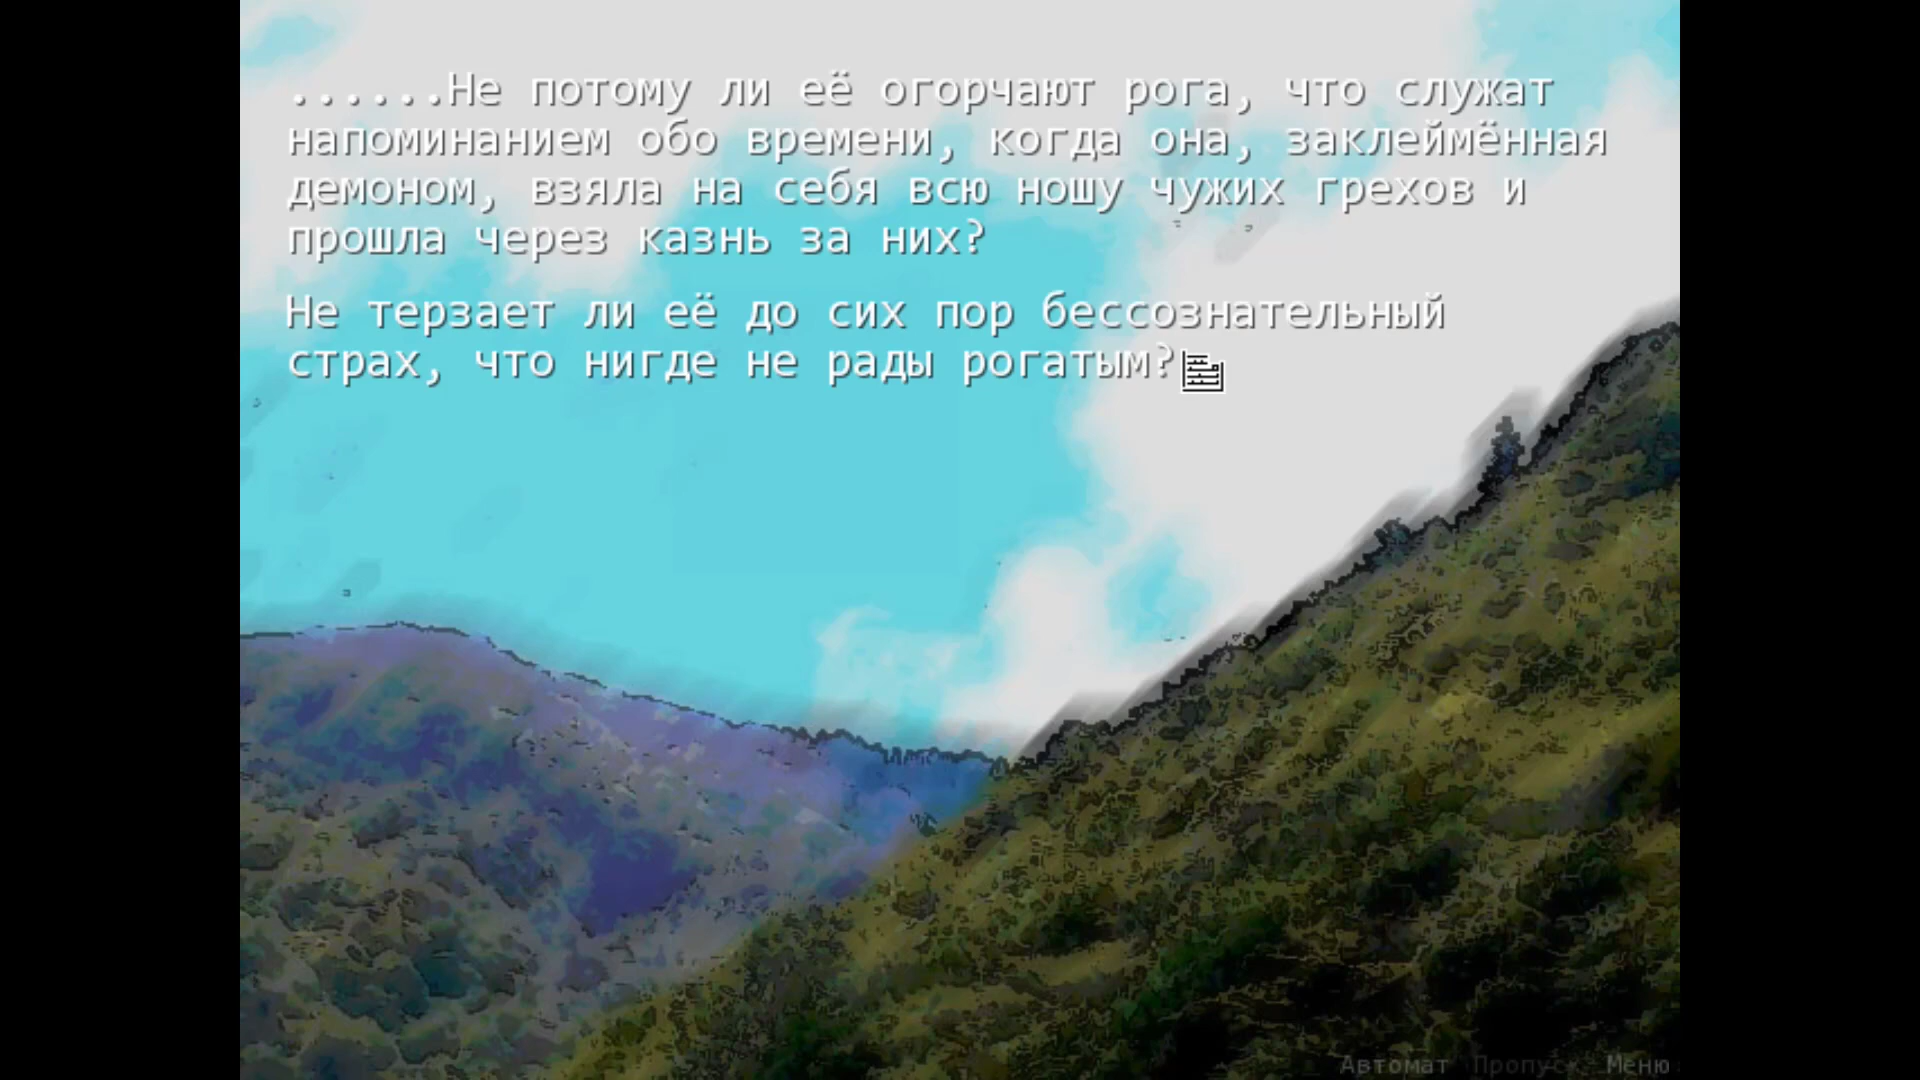 ......Не потому ли её огорчают рога, что служат
напоминанием обо времени, когда она, заклеймённая
демоном, взяла на себя всю ношу чужих грехов и
прошла через казнь за них?
Не терзает ли её до сих пор бессознательный
страх, что нигде не рады рогатым?
Автомат Пропуск Меню